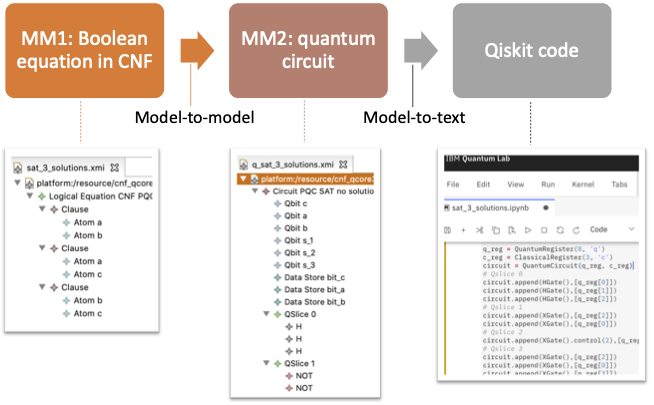 MM1: Boolean
equation in CNF
MM2: quantum
circuit
Qiskit code
Model-to-model
Model-to-text
sat_3_solutions.xmi
platform:/resource/cnf_qcore
Logical Equation CNF PQC
Clause
Atom a
Atom b
Clause
Atom a
Atom c
Clause
Atom b
Atom c
q_sat_3_solutions.xmi
platform:/resource/cnf_qcore
Circuit PQC SAT no solutio
Qbit c
Qbit a
Qbit b
Qbit s_1
Qbit s_2
Qbit s_3
Data Store bit_c
Data Store bit_a
Data Store bit_b
QSlice 0
H
H
H
QSlice 1
NOT
NOT
IBM Quantum Lab
File Edit View Run Kernel Tabs
sat_3_solutions.ipynb
Code
q_reg = QuantumRegister(8, 'q')
c_reg = ClassicalRegister(3, 'c')
circuit = QuantumCircuit(q_reg, c_reg)
# Qslice 0
circuit.append(HGate(),[q_reg[0]])
circuit.append(HGate(),[q_reg[1]])
circuit.append(HGate(),[q_reg[2]])
# Qslice 1
circuit.append(XGate(),[q_reg[2]])
circuit.append(XGate(),[q_reg[0]])
# Qslice 2
circuit.append(XGate().control(2),[q_reg
# Qslice 3
circuit.append(XGate(),[q_reg[2]])
circuit.append(XGate(),[q_reg[0]])